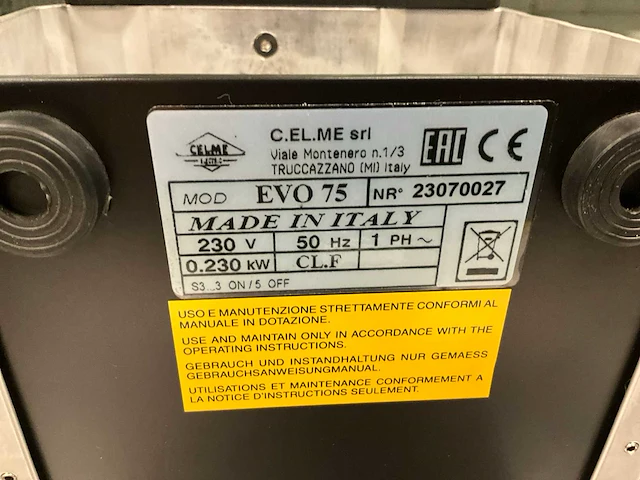 CELME
C.EL.ME srl
Viale Montenero n.1/3
TRUCCAZZANO (MI) Italy
EAC CE
MOD EVO 75 NR° 23070027
MADE IN ITALY
230 V 50 Hz 1 PH ~
0.230 kW CL.F
S3...3 ON/5 OFF
USO E MANUTENZIONE STRETTAMENTE CONFORMI AL
MANUALE IN DOTAZIONE.
USE AND MAINTAIN ONLY IN ACCORDANCE WITH THE
OPERATING INSTRUCTIONS.
GEBRAUCH UND INSTANDHALTUNG NUR GEMAESS
GEBRAUCHSANWEISUNGMANUAL.
UTILISATIONS ET MAINTENANCE CONFORMEMENT A
LA NOTICE D'INSTRUCTIONS SEULEMENT.